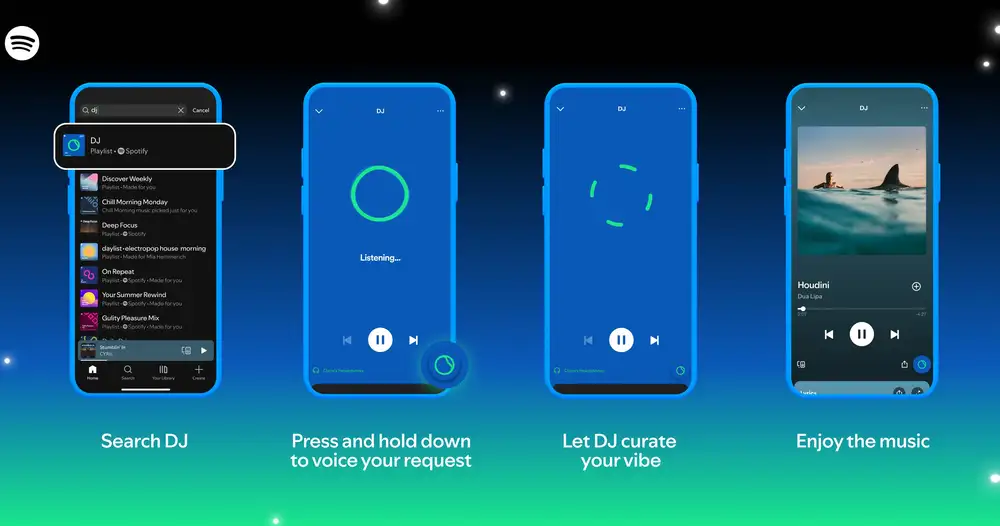 dj
Cancel
DJ
Playlist • Spotify
Discover Weekly
Playlist • Made for you
Chill Morning Monday
Chill Morning music picked just for you
Deep Focus
Playlist • Spotify
daylist • electropop house morning
Playlist • Made for Mia Hemmerich
On Repeat
Playlist • Spotify • Made for you
Your Summer Rewind
Playlist • Spotify • Made for you
Gulity Pleasure Mix
Playlist • Spotify • Made for you
Stumblin' In
CYRIL
Home
Search
Your Library
Create
Search DJ
DJ
Listening...
Press and hold down
to voice your request
DJ
Let DJ curate
your vibe
DJ
Houdini
Dua Lipa
Lyrics
Enjoy the music